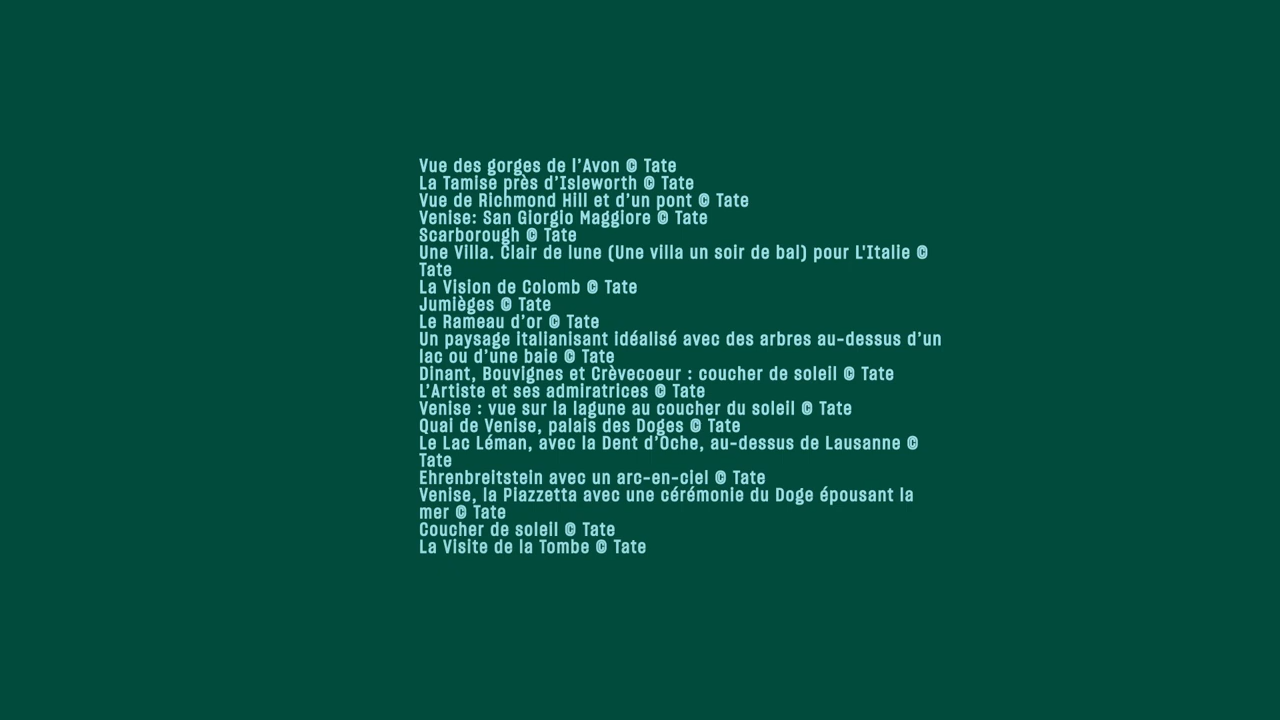 Vue des gorges de l’Avon © Tate
La Tamise près d’Isleworth © Tate
Vue de Richmond Hill et d’un pont © Tate
Venise: San Giorgio Maggiore © Tate
Scarborough © Tate
Une Villa. Clair de lune (Une villa un soir de bal) pour L'Italie ©
Tate
La Vision de Colomb © Tate
Jumièges © Tate
Le Rameau d’or © Tate
Un paysage italianisant idéalisé avec des arbres au-dessus d’un
lac ou d’une baie © Tate
Dinant, Bouvignes et Crèvecoeur : coucher de soleil © Tate
L’Artiste et ses admiratrices © Tate
Venise : vue sur la lagune au coucher du soleil © Tate
Quai de Venise, palais des Doges © Tate
Le Lac Léman, avec la Dent d’Oche, au-dessus de Lausanne ©
Tate
Ehrenbreitstein avec un arc-en-ciel © Tate
Venise, la Piazzetta avec une cérémonie du Doge épousant la
mer © Tate
Coucher de soleil © Tate
La Visite de la Tombe © Tate